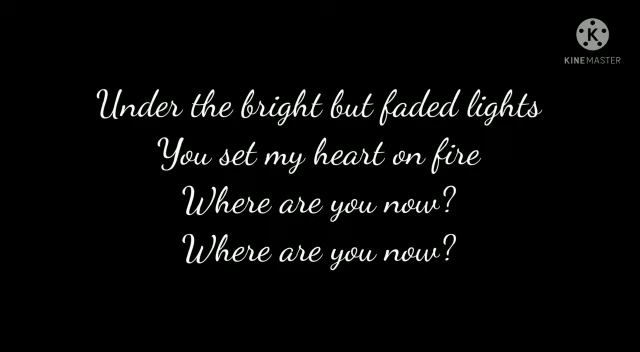 K
KINEMASTER
Under the bright but faded lights
You set my heart on fire
Where are you now?
Where are you now?